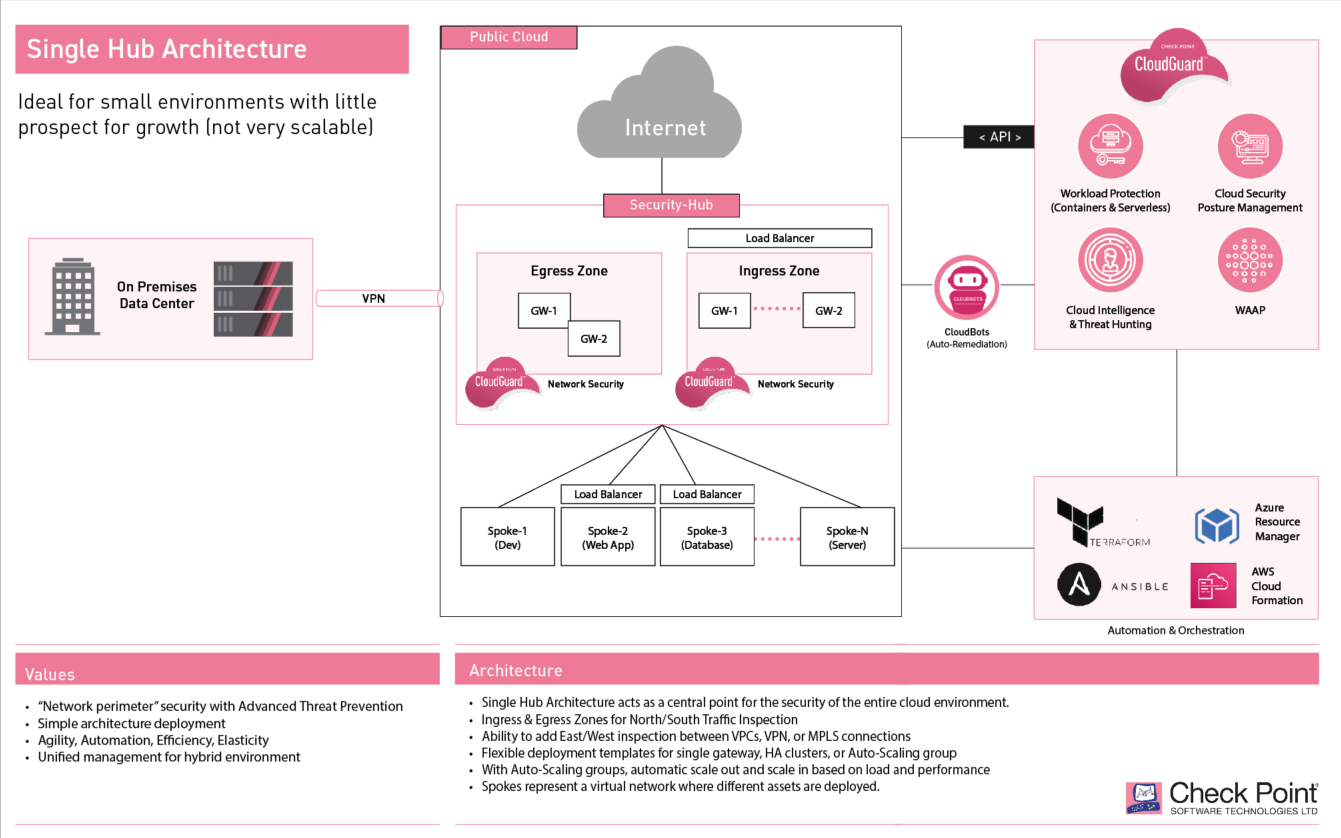 Single Hub Architecture
Ideal for small environments with little
prospect for growth (not very scalable)
On Premises
Data Center
VPN
Public Cloud
Internet
Security-Hub
Load Balancer
Egress Zone
GW-1
GW-2
CloudGuard
Network Security
Ingress Zone
GW-1
GW-2
CloudGuard
Network Security
Load Balancer
Load Balancer
Spoke-1
(Dev)
Spoke-2
(Web App)
Spoke-3
(Database)
Spoke-N
(Server)
< API >
CLOUDBOTS
CloudBots
(Auto-Remediation)
CHECK POINT
CloudGuard
Workload Protection
(Containers & Serverless)
Cloud Security
Posture Management
Cloud Intelligence
& Threat Hunting
WAAP
TERRAFORM
Azure
Resource
Manager
ANSIBLE
AWS
Cloud
Formation
Automation & Orchestration
Values
• “Network perimeter” security with Advanced Threat Prevention
• Simple architecture deployment
• Agility, Automation, Efficiency, Elasticity
• Unified management for hybrid environment
Architecture
• Single Hub Architecture acts as a central point for the security of the entire cloud environment.
• Ingress & Egress Zones for North/South Traffic Inspection
• Ability to add East/West inspection between VPCs, VPN, or MPLS connections
• Flexible deployment templates for single gateway, HA clusters, or Auto-Scaling group
• With Auto-Scaling groups, automatic scale out and scale in based on load and performance
• Spokes represent a virtual network where different assets are deployed.
Check Point
SOFTWARE TECHNOLOGIES LTD